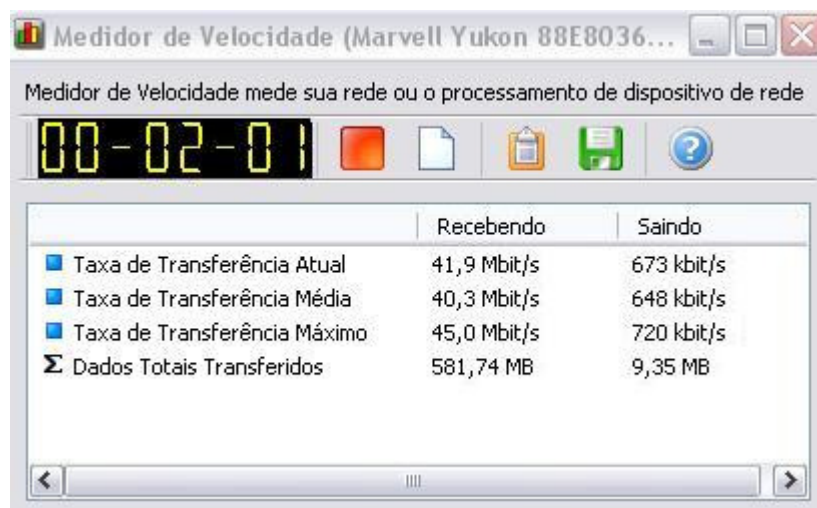 Medidor de Velocidade (Marvell Yukon 88E8036...
Medidor de Velocidade mede sua rede ou o processamento de dispositivo de rede
00-02-01
Recebendo Saindo
Taxa de Transferência Atual 41,9 Mbit/s 673 kbit/s
Taxa de Transferência Média 40,3 Mbit/s 648 kbit/s
Taxa de Transferência Máximo 45,0 Mbit/s 720 kbit/s
Σ Dados Totais Transferidos 581,74 MB 9,35 MB